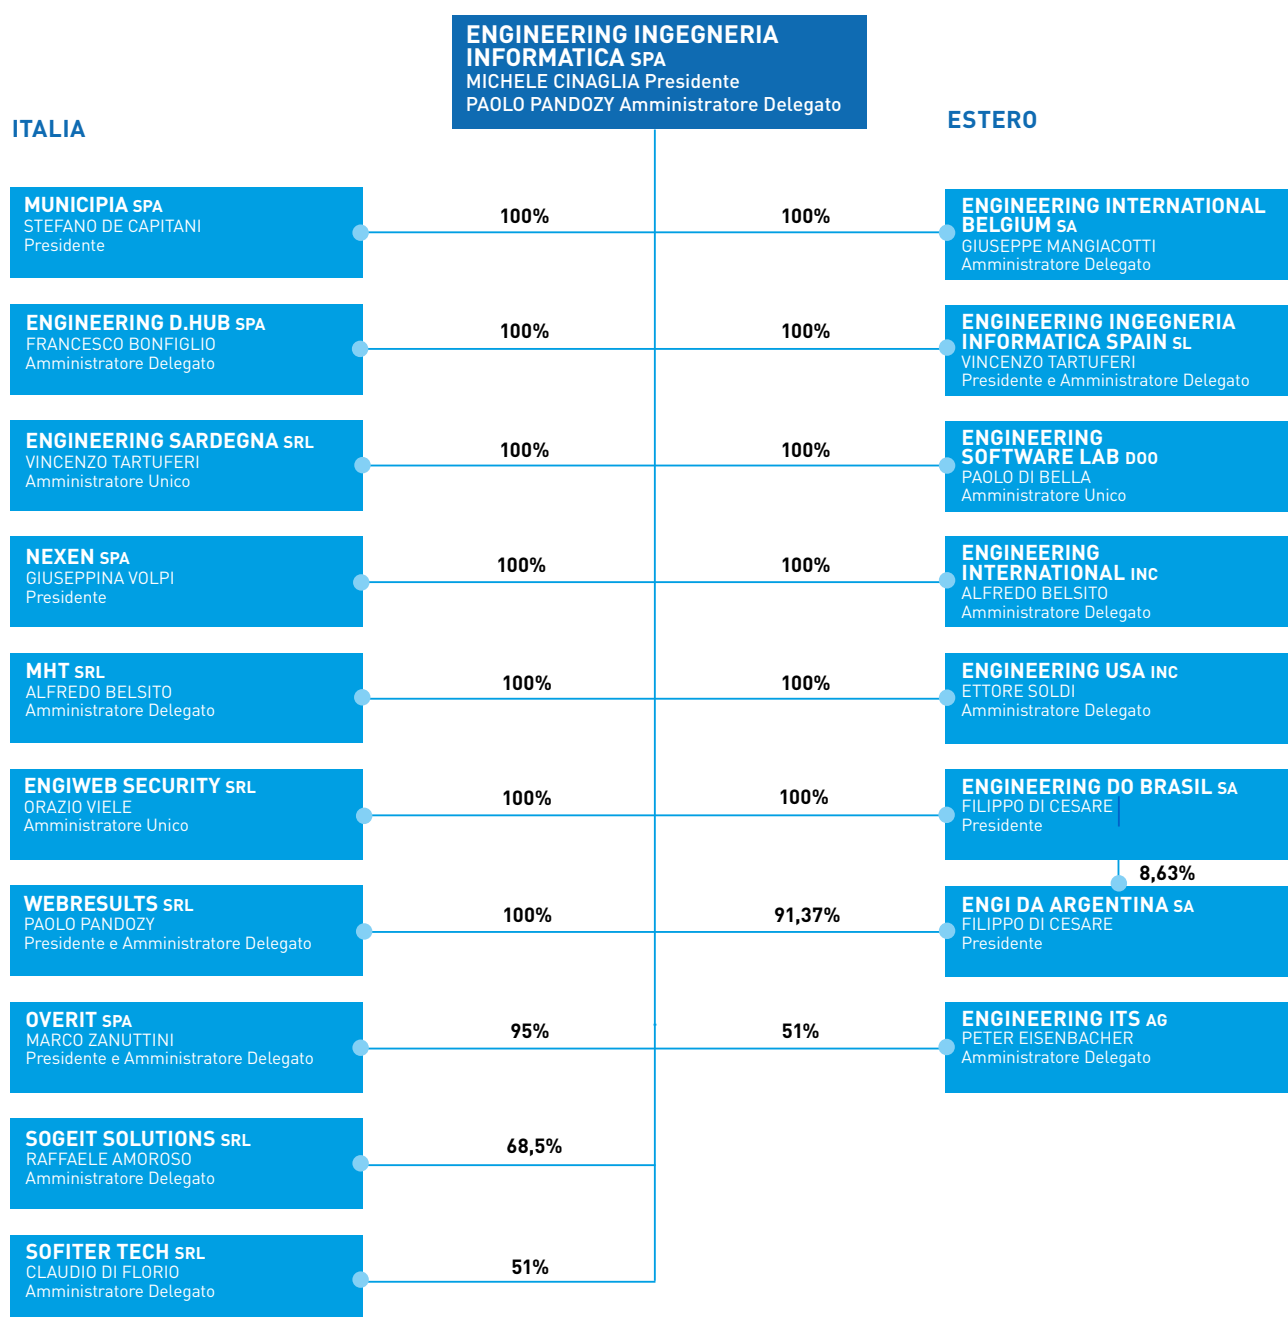 ENGINEERING INGEGNERIA
INFORMATICA SPA
MICHELE CINAGLIA Presidente
PAOLO PANDOZY Amministratore Delegato
ITALIA
ESTERO
MUNICIPIA SPA
STEFANO DE CAPITANI
Presidente
100%
100%
ENGINEERING INTERNATIONAL
BELGIUM SA
GIUSEPPE MANGIACOTTI
Amministratore Delegato
ENGINEERING D.HUB SPA
FRANCESCO BONFIGLIO
Amministratore Delegato
100%
100%
ENGINEERING INGEGNERIA
INFORMATICA SPAIN SL
VINCENZO TARTUFERI
Presidente e Amministratore Delegato
ENGINEERING SARDEGNA SRL
VINCENZO TARTUFERI
Amministratore Unico
100%
100%
ENGINEERING
SOFTWARE LAB DOO
PAOLO DI BELLA
Amministratore Unico
NEXEN SPA
GIUSEPPINA VOLPI
Presidente
100%
100%
ENGINEERING
INTERNATIONAL INC
ALFREDO BELSITO
Amministratore Delegato
MHT SRL
ALFREDO BELSITO
Amministratore Delegato
100%
100%
ENGINEERING USA INC
ETTORE SOLDI
Amministratore Delegato
ENGIWEB SECURITY SRL
ORAZIO VIELE
Amministratore Unico
100%
100%
ENGINEERING DO BRASIL SA
FILIPPO DI CESARE
Presidente
8,63%
WEBRESULTS SRL
PAOLO PANDOZY
Presidente e Amministratore Delegato
100%
91,37%
ENGI DA ARGENTINA SA
FILIPPO DI CESARE
Presidente
OVERIT SPA
MARCO ZANUTTINI
Presidente e Amministratore Delegato
95%
51%
ENGINEERING ITS AG
PETER EISENBACHER
Amministratore Delegato
SOGEIT SOLUTIONS SRL
RAFFAELE AMOROSO
Amministratore Delegato
68,5%
SOFITER TECH SRL
CLAUDIO DI FLORIO
Amministratore Delegato
51%